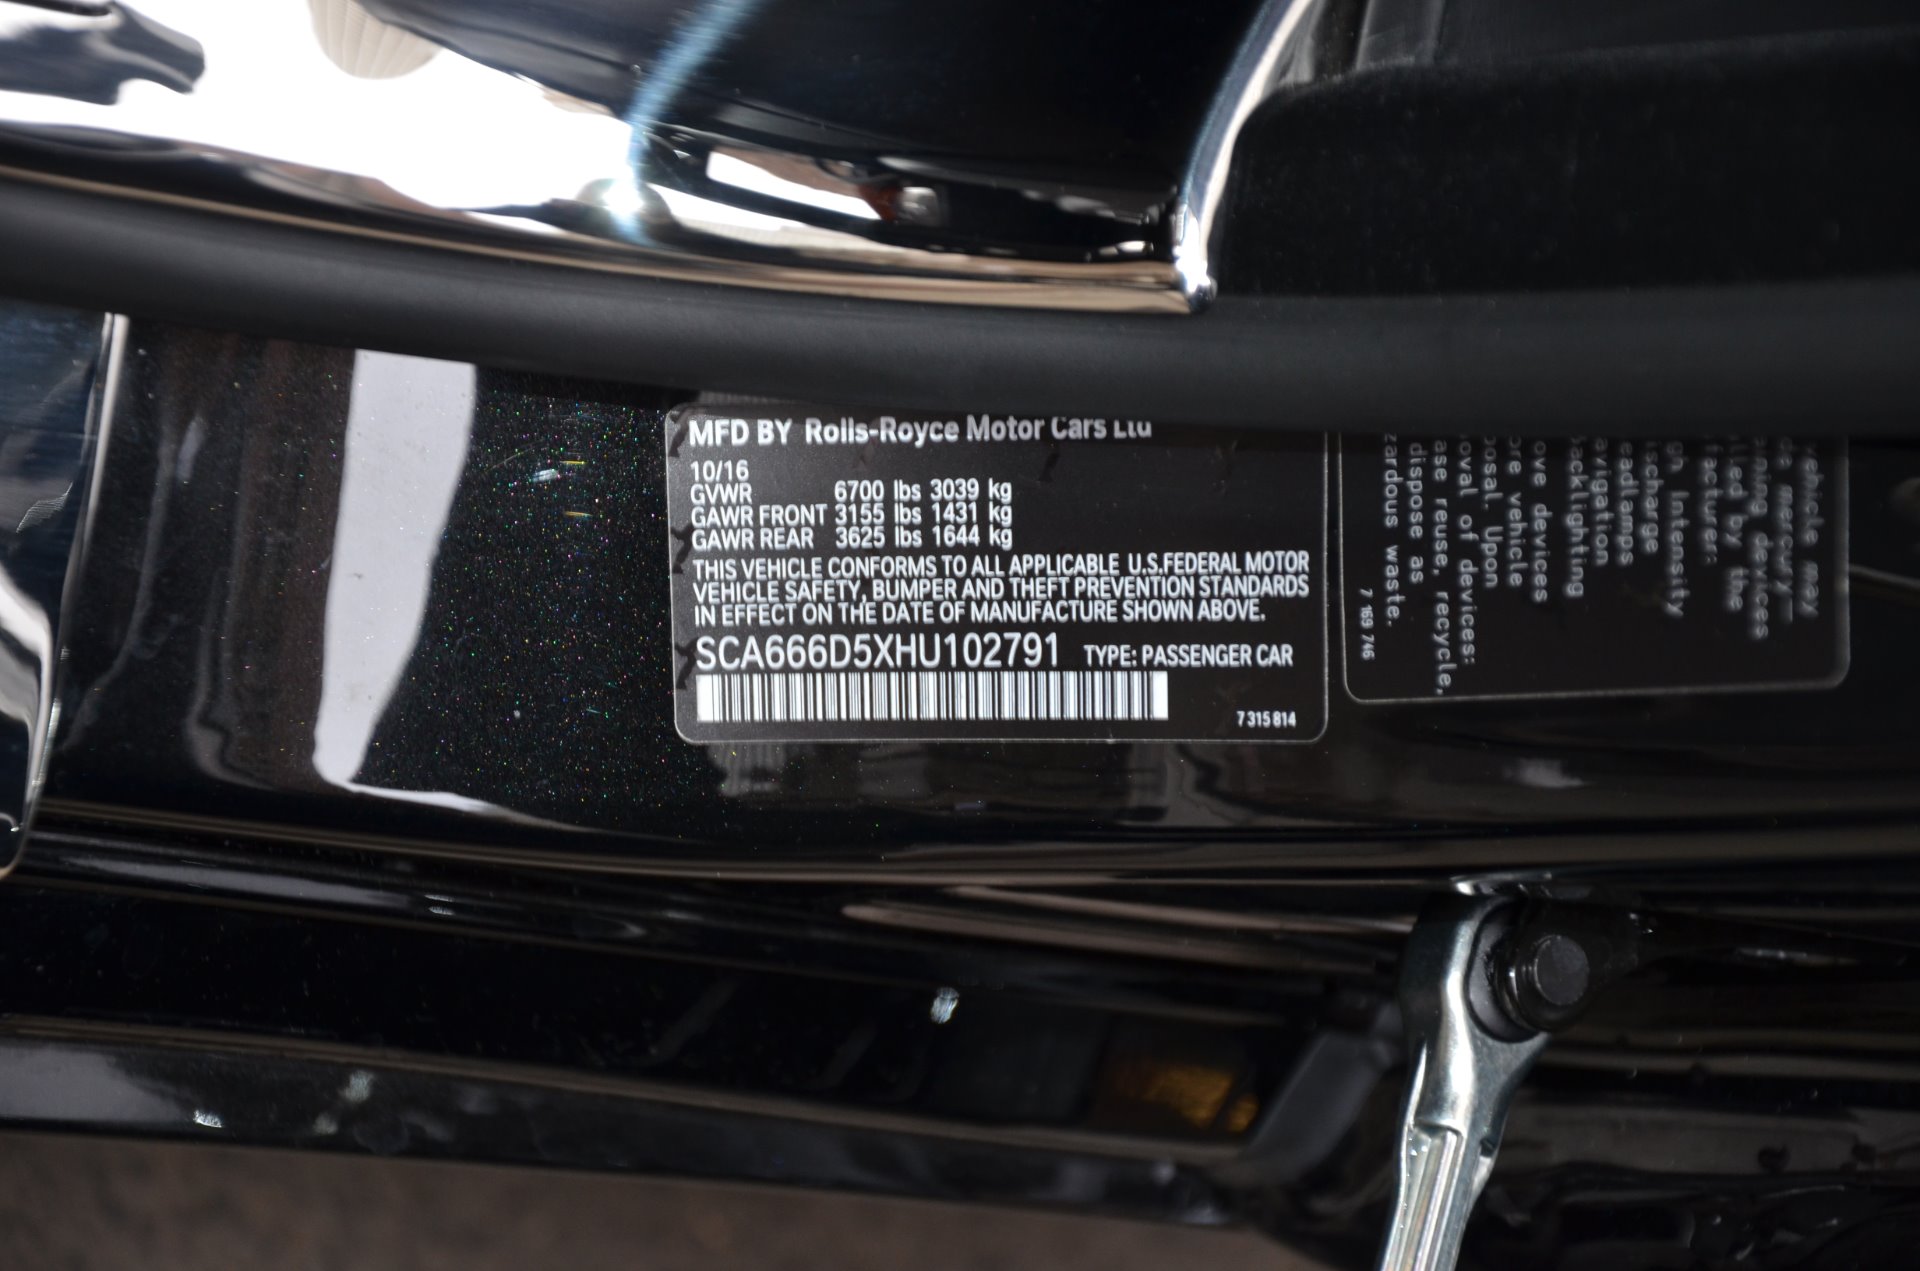 MFD BY Rolls-Royce Motor Cars Ltd
10/16
GVWR 6700 lbs 3039 kg
GAWR FRONT 3155 lbs 1431 kg
GAWR REAR 3625 lbs 1644 kg
THIS VEHICLE CONFORMS TO ALL APPLICABLE U.S.FEDERAL MOTOR
VEHICLE SAFETY, BUMPER AND THEFT PREVENTION STANDARDS
IN EFFECT ON THE DATE OF MANUFACTURE SHOWN ABOVE.
SCA666D5XHU102791 TYPE: PASSENGER CAR
7 315 814
vehicle may
mercury-
devices
by the
Intensity
discharge
headlamps
navigation
backlighting
devices
vehicle
Upon
of devices:
reuse, recycle,
dispose as
waste.
7 169 746